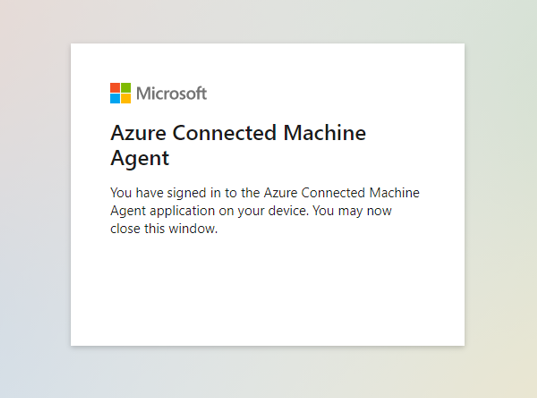 Microsoft
Azure Connected Machine
Agent
You have signed in to the Azure Connected Machine
Agent application on your device. You may now
close this window.